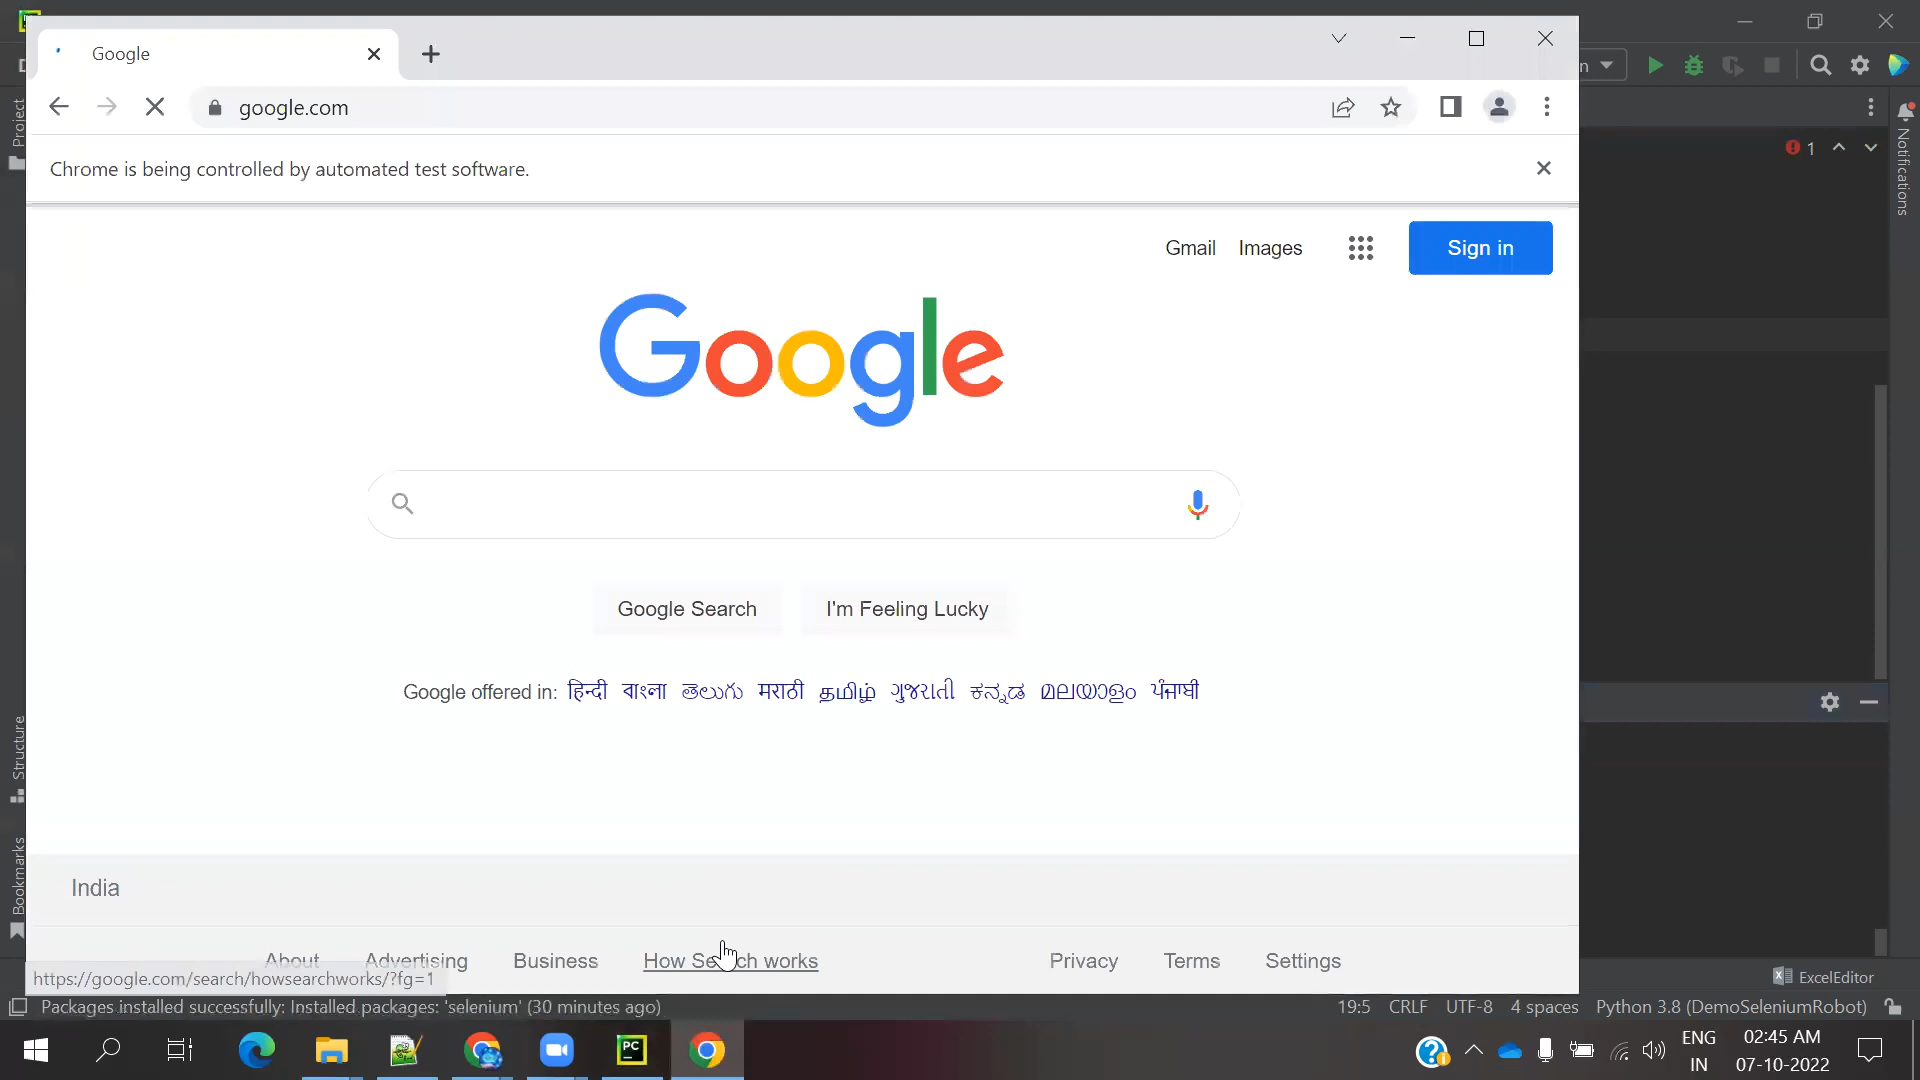 Google
google.com
Chrome is being controlled by automated test software.
Gmail Images Sign in
Google
Google Search I'm Feeling Lucky
Google offered in: हिन्दी বাংলা తెలుగు मराठी தமிழ் ગુજરાતી ಕನ್ನಡ മലയാളം ਪੰਜਾਬੀ
India
About Advertising Business How Search works Privacy Terms Settings
https://google.com/search/howsearchworks/?fg=1
Project
Structure
Bookmarks
1
Notifications
ExcelEditor
Packages installed successfully: Installed packages: 'selenium' (30 minutes ago) 19:5 CRLF UTF-8 4 spaces Python 3.8 (DemoSeleniumRobot)
PC
ENG 02:45 AM
IN 07-10-2022